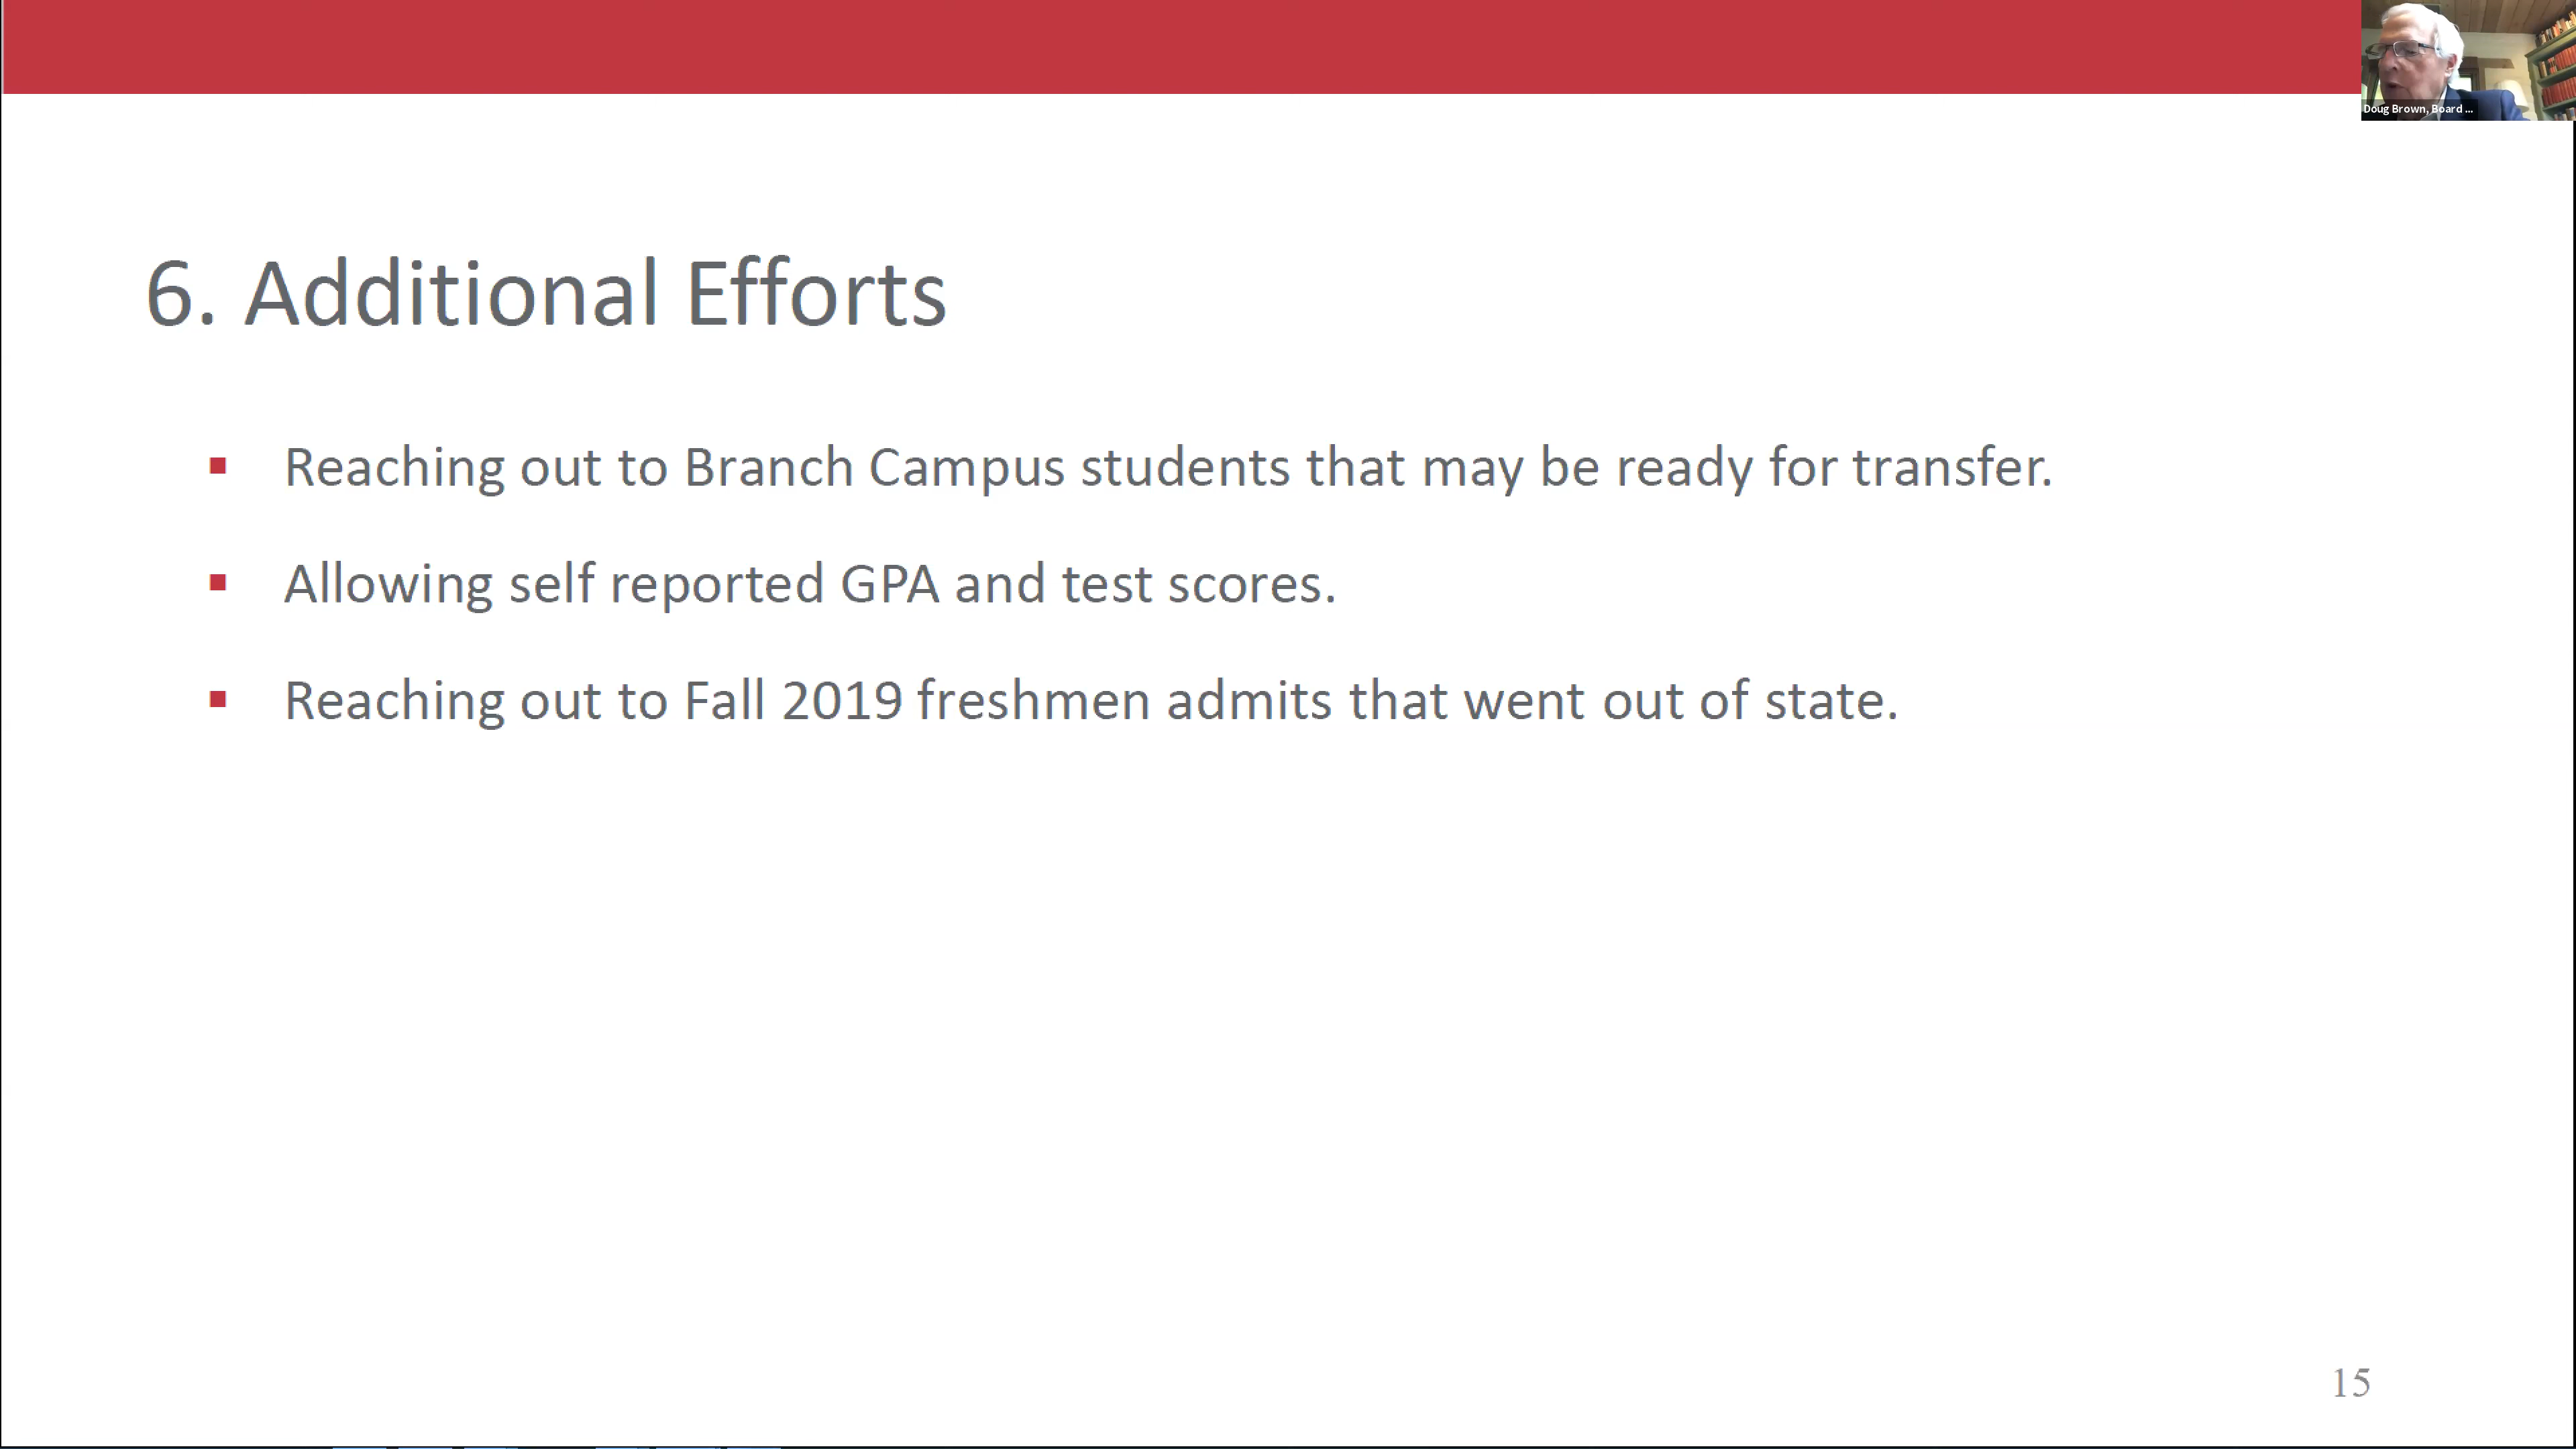 Doug Brown, Board ...
6. Additional Efforts
Reaching out to Branch Campus students that may be ready for transfer.
Allowing self reported GPA and test scores.
Reaching out to Fall 2019 freshmen admits that went out of state.
15